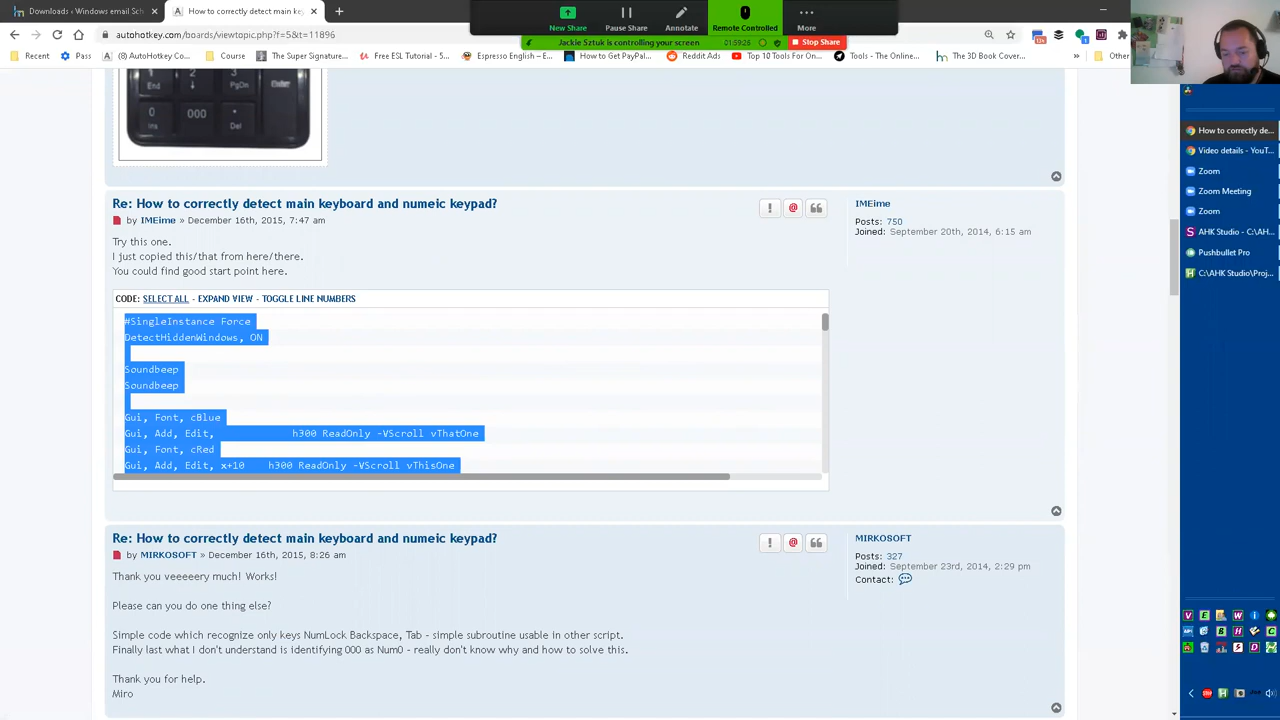 Downloads ‹ Windows email Sch
How to correctly detect main key
autohotkey.com/boards/viewtopic.php?f=5&t=11896
New Share
Pause Share
Annotate
Remote Controlled
More
Jackie Sztuk is controlling your screen
01:59:26
Stop Share
Recent
Pass
(8) AutoHotkey Co...
Course
The Super Signature...
Free ESL Tutorial - 5...
Espresso English –...
How to Get PayPal...
Reddit Ads
Top 10 Tools For On...
Tools - The Online...
The 3D Book Cover...
Other
1 2 3 Enter
End ↓ PgDn
0 000 •
Ins Del
Re: How to correctly detect main keyboard and numeic keypad?
by IMEime » December 16th, 2015, 7:47 am
Try this one.
I just copied this/that from here/there.
You could find good start point here.
CODE: SELECT ALL - EXPAND VIEW - TOGGLE LINE NUMBERS
#SingleInstance Force
DetectHiddenWindows, ON
Soundbeep
Soundbeep
Gui, Font, cBlue
Gui, Add, Edit, h300 ReadOnly -VScroll vThatOne
Gui, Font, cRed
Gui, Add, Edit, x+10 h300 ReadOnly -VScroll vThisOne
IMEime
Posts: 750
Joined: September 20th, 2014, 6:15 am
Re: How to correctly detect main keyboard and numeic keypad?
by MIRKOSOFT » December 16th, 2015, 8:26 am
Thank you veeeeery much! Works!
Please can you do one thing else?
Simple code which recognize only keys NumLock Backspace, Tab - simple subroutine usable in other script.
Finally last what I don't understand is identifying 000 as Num0 - really don't know why and how to solve this.
Thank you for help.
Miro
MIRKOSOFT
Posts: 327
Joined: September 23rd, 2014, 2:29 pm
Contact:
How to correctly de...
Video details - YouT...
Zoom
Zoom Meeting
Zoom
AHK Studio - C:\AH...
Pushbullet Pro
C:\AHK Studio\Proj...